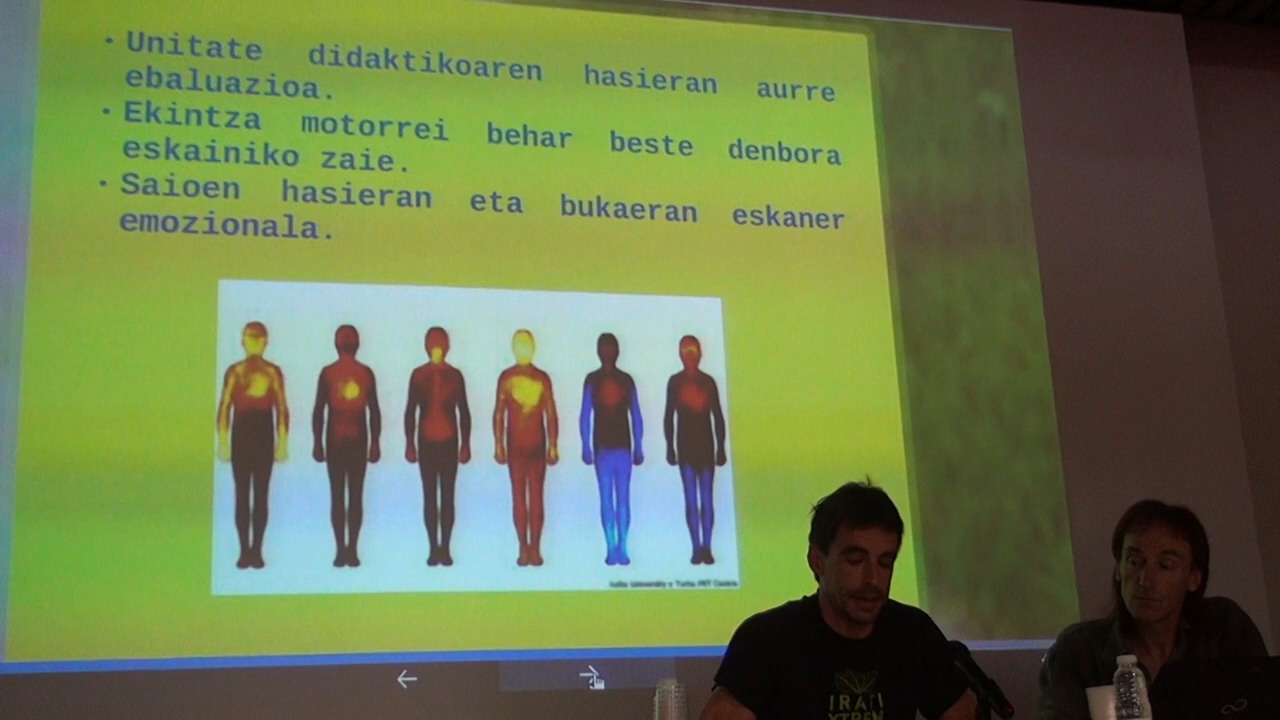 · Unitate didaktikoaren hasieran aurre
ebaluazioa.
· Ekintza motorrei behar beste denbora
eskainiko zaie.
· Saioen hasieran eta bukaeran eskaner
emozionala.